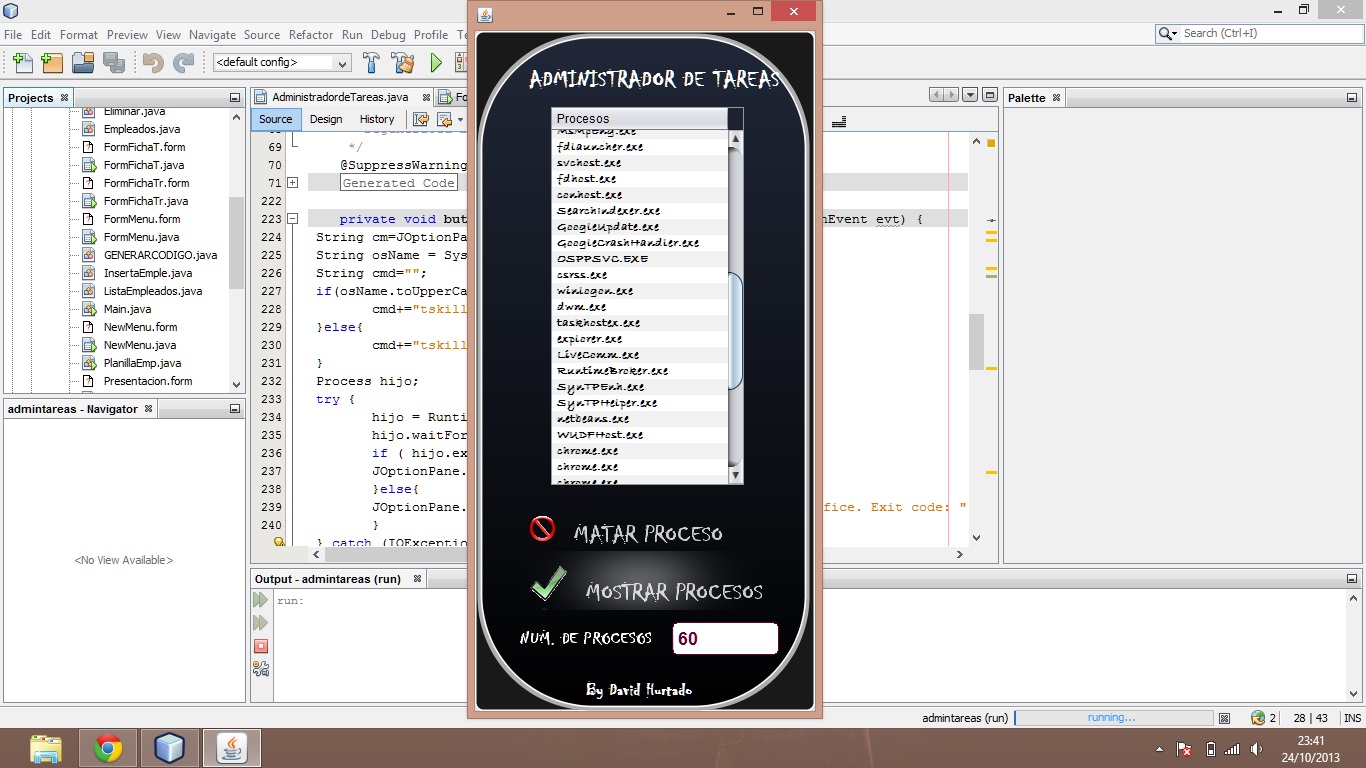 File Edit Format Preview View Navigate Source Refactor Run Debug Profile
Search (Ctrl+I)
<default config>
Projects
Eliminar.java
Empleados.java
FormFichaT.form
FormFichaT.java
FormFichaTr.form
FormFichaTr.java
FormMenu.form
FormMenu.java
GENERARCODIGO.java
InsertaEmple.java
ListaEmpleados.java
Main.java
NewMenu.form
NewMenu.java
PlanillaEmp.java
Presentacion.form
admintareas - Navigator
<No View Available>
AdministradordeTareas.java
Source Design History
69 */
70 @SuppressWarning
71 Generated Code
222
223 private void but
nEvent evt) {
224 String cm=JOptionPa
225 String osName = Sys
226 String cmd="";
227 if(osName.toUpperCa
228 cmd+="tskill
229 }else{
230 cmd+="tskill
231 }
232 Process hijo;
233 try {
234 hijo = Runti
235 hijo.waitFor
236 if ( hijo.ex
237 JOptionPane.
238 }else{
239 JOptionPane.
fice. Exit code: "
240 }
} catch (IOException
Output - admintareas (run)
run:
ADMINISTRADOR DE TAREAS
Procesos
MsMpEng.exe
fdlauncher.exe
svchost.exe
fdhost.exe
conhost.exe
SearchIndexer.exe
GoogleUpdate.exe
GoogleCrashHandler.exe
OSPPSVC.EXE
csrss.exe
winlogon.exe
dwm.exe
taskhostex.exe
explorer.exe
LiveComm.exe
RuntimeBroker.exe
SynTPEnh.exe
SynTPHelper.exe
netbeans.exe
WUDFHost.exe
chrome.exe
chrome.exe
chrome.exe
MATAR PROCESO
MOSTRAR PROCESOS
NUM. DE PROCESOS 60
By David Hurtado
Palette
admintareas (run) running... 2 28 | 43 INS
23:41
24/10/2013